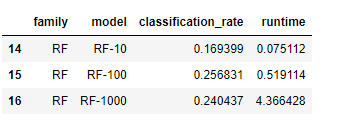 family model classification_rate runtime
14 RF RF-10 0.169399 0.075112
15 RF RF-100 0.256831 0.519114
16 RF RF-1000 0.240437 4.366428